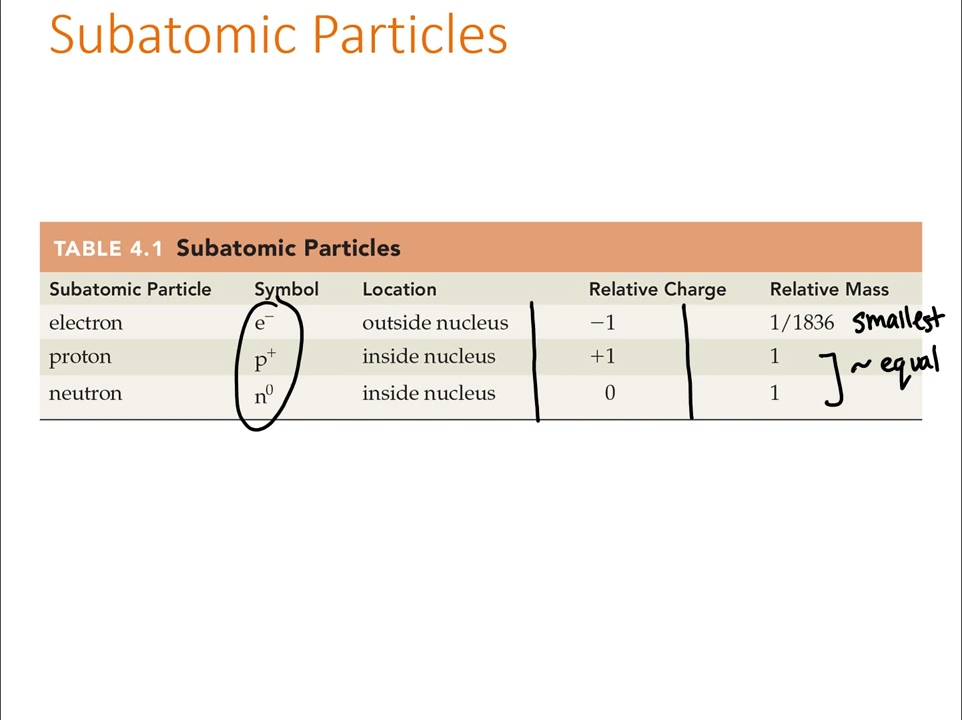 Subatomic Particles
TABLE 4.1 Subatomic Particles
Subatomic Particle Symbol Location Relative Charge Relative Mass
electron e⁻ outside nucleus −1 1/1836 smallest
proton p⁺ inside nucleus +1 1 ~ equal
neutron n⁰ inside nucleus 0 1